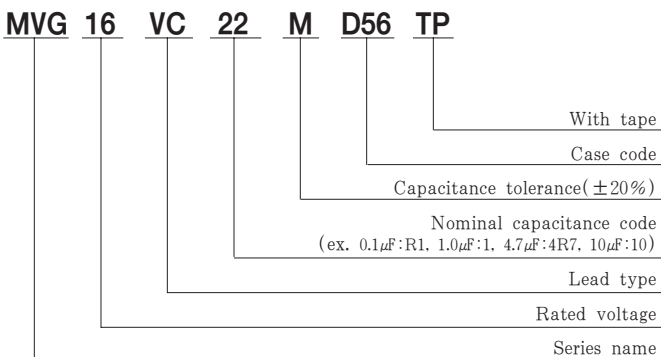 MVG 16 VC 22 M D56 TP
With tape
Case code
Capacitance tolerance(±20%)
Nominal capacitance code
(ex. 0.1μF:R1, 1.0μF:1, 4.7μF:4R7, 10μF:10)
Lead type
Rated voltage
Series name